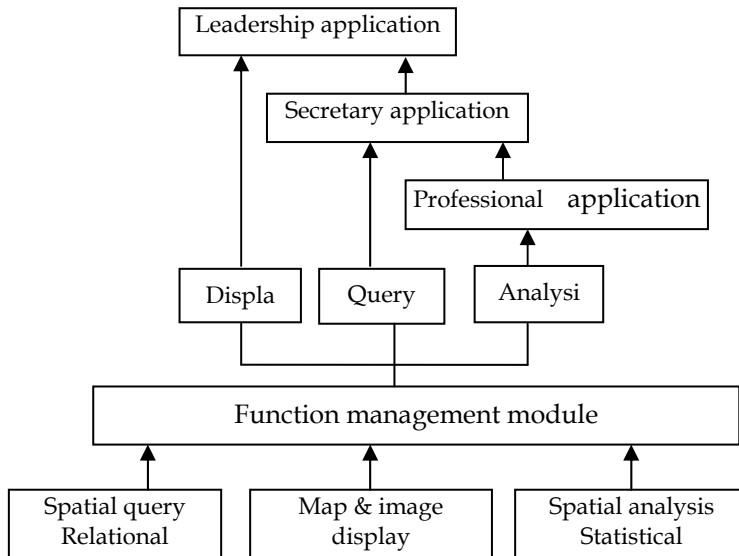 Leadership application
Secretary application
Professional application
Displa
Query
Analysi
Function management module
Spatial query
Relational
Map & image
display
Spatial analysis
Statistical